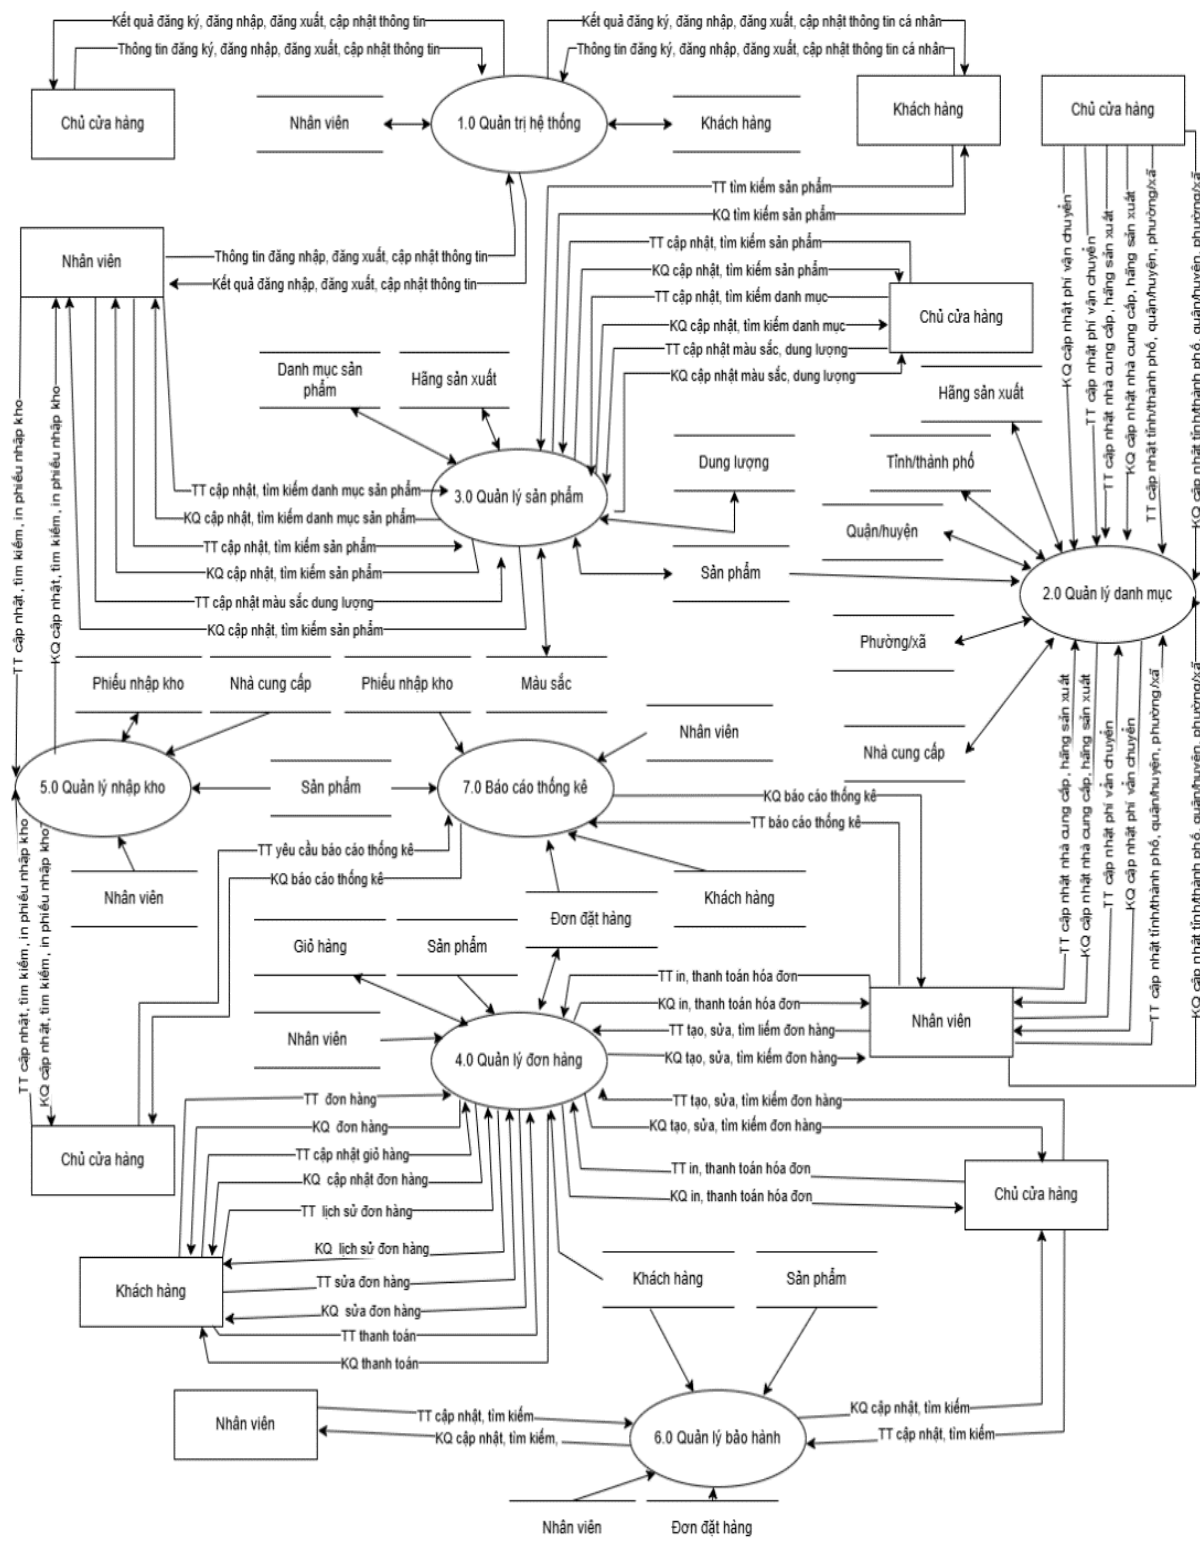 Kết quả đăng ký, đăng nhập, đăng xuất, cập nhật thông tin
Kết quả đăng ký, đăng nhập, đăng xuất, cập nhật thông tin cá nhân
Thông tin đăng ký, đăng nhập, đăng xuất, cập nhật thông tin
Thông tin đăng ký, đăng nhập, đăng xuất, cập nhật thông tin cá nhân
Chủ cửa hàng
Nhân viên
1.0 Quản trị hệ thống
Khách hàng
Khách hàng
Chủ cửa hàng
TT tìm kiếm sản phẩm
KQ tìm kiếm sản phẩm
Nhân viên
Thông tin đăng nhập, đăng xuất, cập nhật thông tin
Kết quả đăng nhập, đăng xuất, cập nhật thông tin
TT cập nhật, tìm kiếm sản phẩm
KQ cập nhật, tìm kiếm sản phẩm
TT cập nhật, tìm kiếm danh mục
KQ cập nhật, tìm kiếm danh mục
TT cập nhật màu sắc, dung lượng
KQ cập nhật màu sắc, dung lượng
Chủ cửa hàng
KQ cập nhật phí vận chuyển
TT cập nhật phí vận chuyển
TT cập nhật nhà cung cấp, hãng sản xuất
KQ cập nhật nhà cung cấp, hãng sản xuất
TT cập nhật tỉnh/thành phố, quận/huyện, phường/xã
KQ cập nhật tỉnh/thành phố, quận/huyện, phường/xã
Danh mục sản
phẩm
Hãng sản xuất
Hãng sản xuất
Dung lượng
Tỉnh/thành phố
Quận/huyện
3.0 Quản lý sản phẩm
TT cập nhật, tìm kiếm danh mục sản phẩm
KQ cập nhật, tìm kiếm danh mục sản phẩm
TT cập nhật, tìm kiếm sản phẩm
KQ cập nhật, tìm kiếm sản phẩm
TT cập nhật màu sắc dung lượng
KQ cập nhật, tìm kiếm sản phẩm
Sản phẩm
2.0 Quản lý danh mục
Phường/xã
TT cập nhật, tìm kiếm, in phiếu nhập kho
KQ cập nhật, tìm kiếm, in phiếu nhập kho
Phiếu nhập kho
Nhà cung cấp
Phiếu nhập kho
Màu sắc
Nhân viên
Nhà cung cấp
5.0 Quản lý nhập kho
Sản phẩm
7.0 Báo cáo thống kê
KQ báo cáo thống kê
TT báo cáo thống kê
TT cập nhật nhà cung cấp, hãng sản xuất
KQ cập nhật nhà cung cấp, hãng sản xuất
TT cập nhật phí vận chuyển
KQ cập nhật phí vận chuyển
TT cập nhật tỉnh/thành phố, quận/huyện, phường/xã
KQ cập nhật tỉnh/thành phố, quận/huyện, phường/xã
TT yêu cầu báo cáo thống kê
KQ báo cáo thống kê
Nhân viên
Khách hàng
TT cập nhật, tìm kiếm, in phiếu nhập kho
KQ cập nhật, tìm kiếm, in phiếu nhập kho
Giỏ hàng
Sản phẩm
Đơn đặt hàng
Nhân viên
4.0 Quản lý đơn hàng
TT in, thanh toán hóa đơn
KQ in, thanh toán hóa đơn
TT tạo, sửa, tìm liếm đơn hàng
KQ tạo, sửa, tìm kiếm đơn hàng
Nhân viên
TT đơn hàng
KQ đơn hàng
TT cập nhật giỏ hàng
KQ cập nhật đơn hàng
TT lịch sử đơn hàng
KQ lịch sử đơn hàng
TT sửa đơn hàng
KQ sửa đơn hàng
TT thanh toán
KQ thanh toán
Chủ cửa hàng
Khách hàng
TT tạo, sửa, tìm kiếm đơn hàng
KQ tạo, sửa, tìm kiếm đơn hàng
TT in, thanh toán hóa đơn
KQ in, thanh toán hóa đơn
Chủ cửa hàng
Khách hàng
Sản phẩm
Nhân viên
TT cập nhật, tìm kiếm
KQ cập nhật, tìm kiếm,
6.0 Quản lý bảo hành
KQ cập nhật, tìm kiếm
TT cập nhật, tìm kiếm
Nhân viên
Đơn đặt hàng